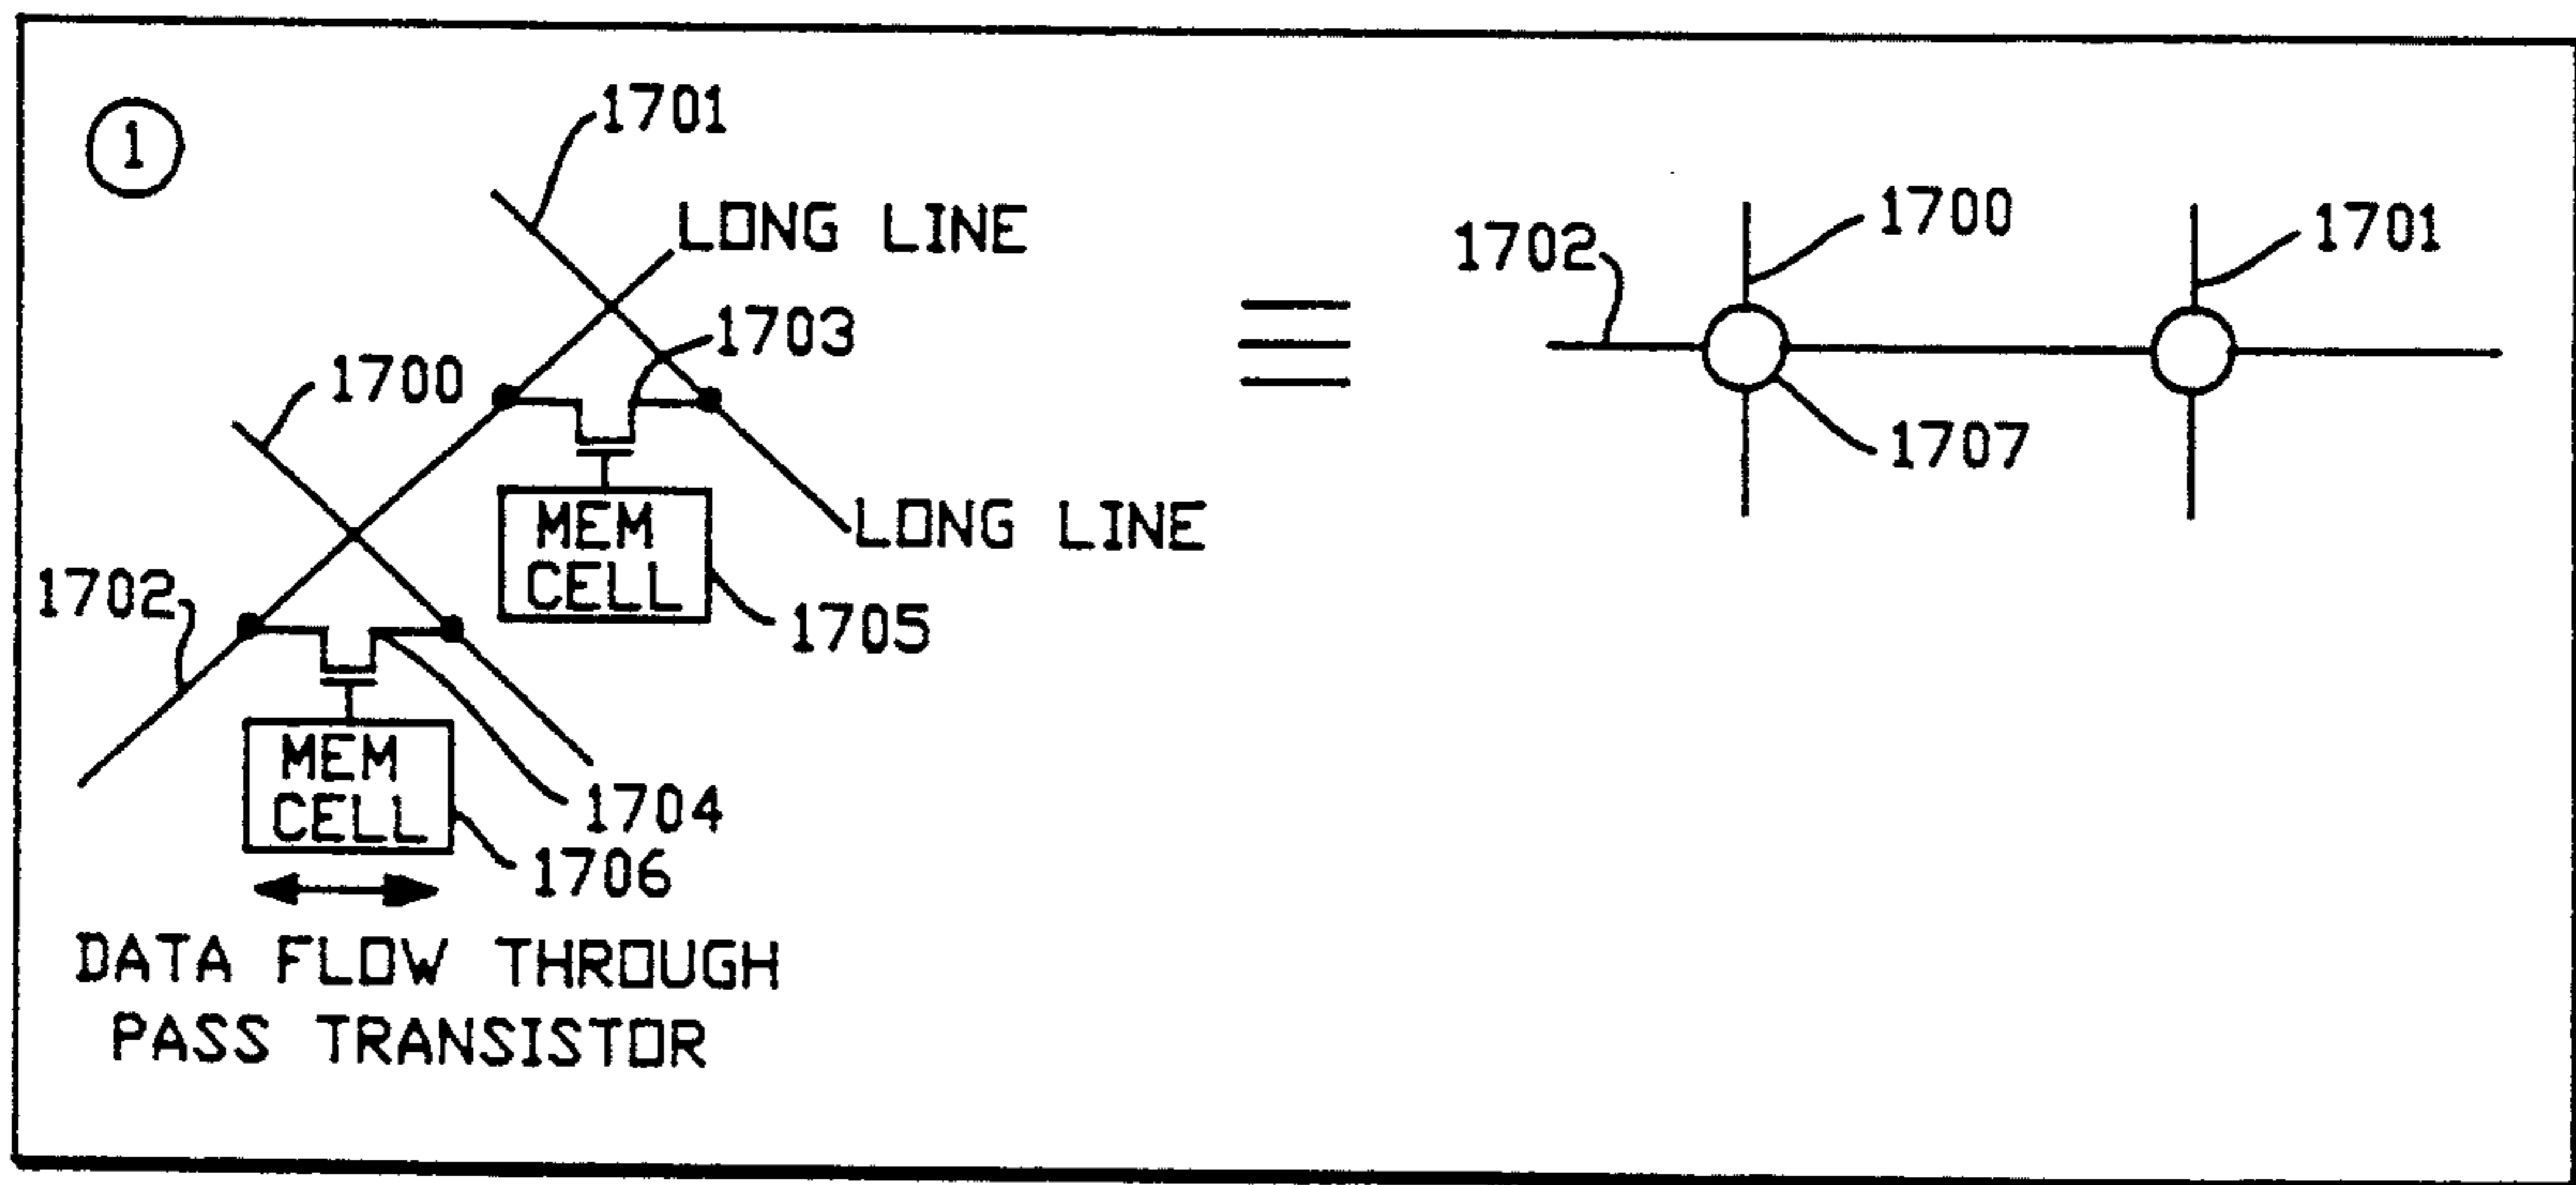 1
1701
LONG LINE
1703
1700
LONG LINE
MEM
CELL
1705
1702
1704
MEM
CELL
1706
DATA FLOW THROUGH
PASS TRANSISTOR
1702
1700
1701
1707